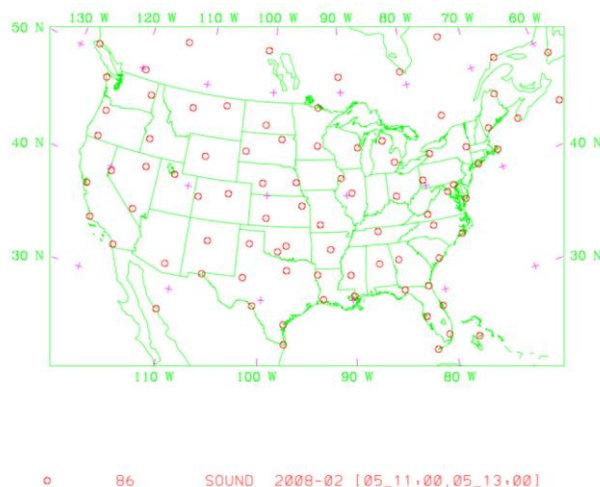 50 N 130 W 120 W 110 W 100 W 90 W 80 W 70 W 60 W
40 N 40 N
30 N 30 N
110 W 100 W 90 W 80 W
86 SOUND 2008-02 [05_11:00,05_13:00]